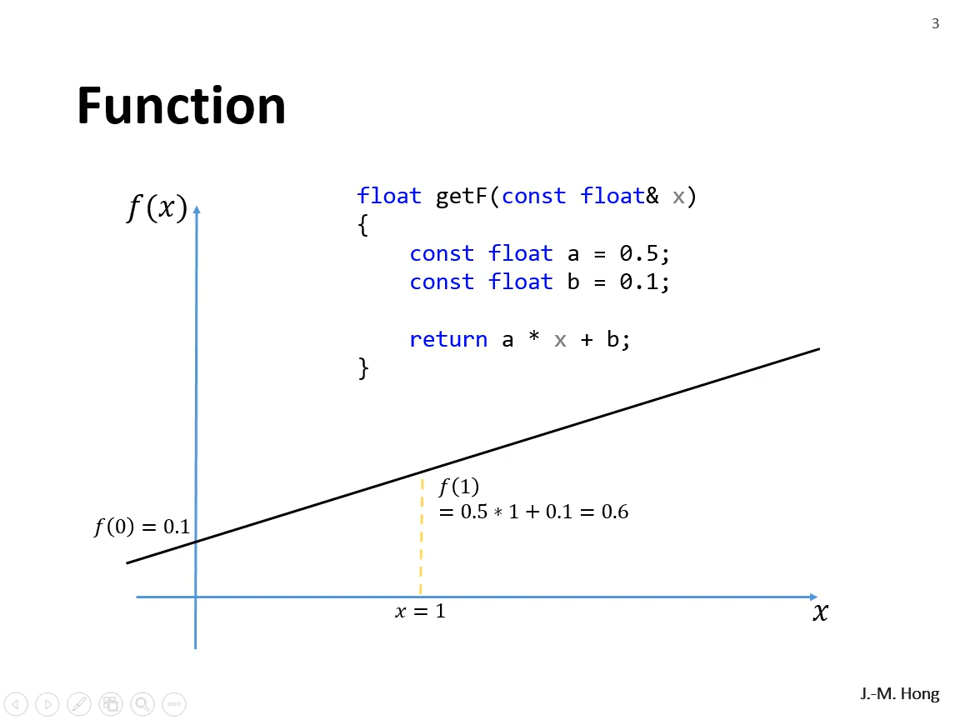 3
Function
f(x)
float getF(const float& x)
{
    const float a = 0.5;
    const float b = 0.1;
    return a * x + b;
}
f(1)
= 0.5 ∗ 1 + 0.1 = 0.6
f(0) = 0.1
x = 1
x
J.-M. Hong